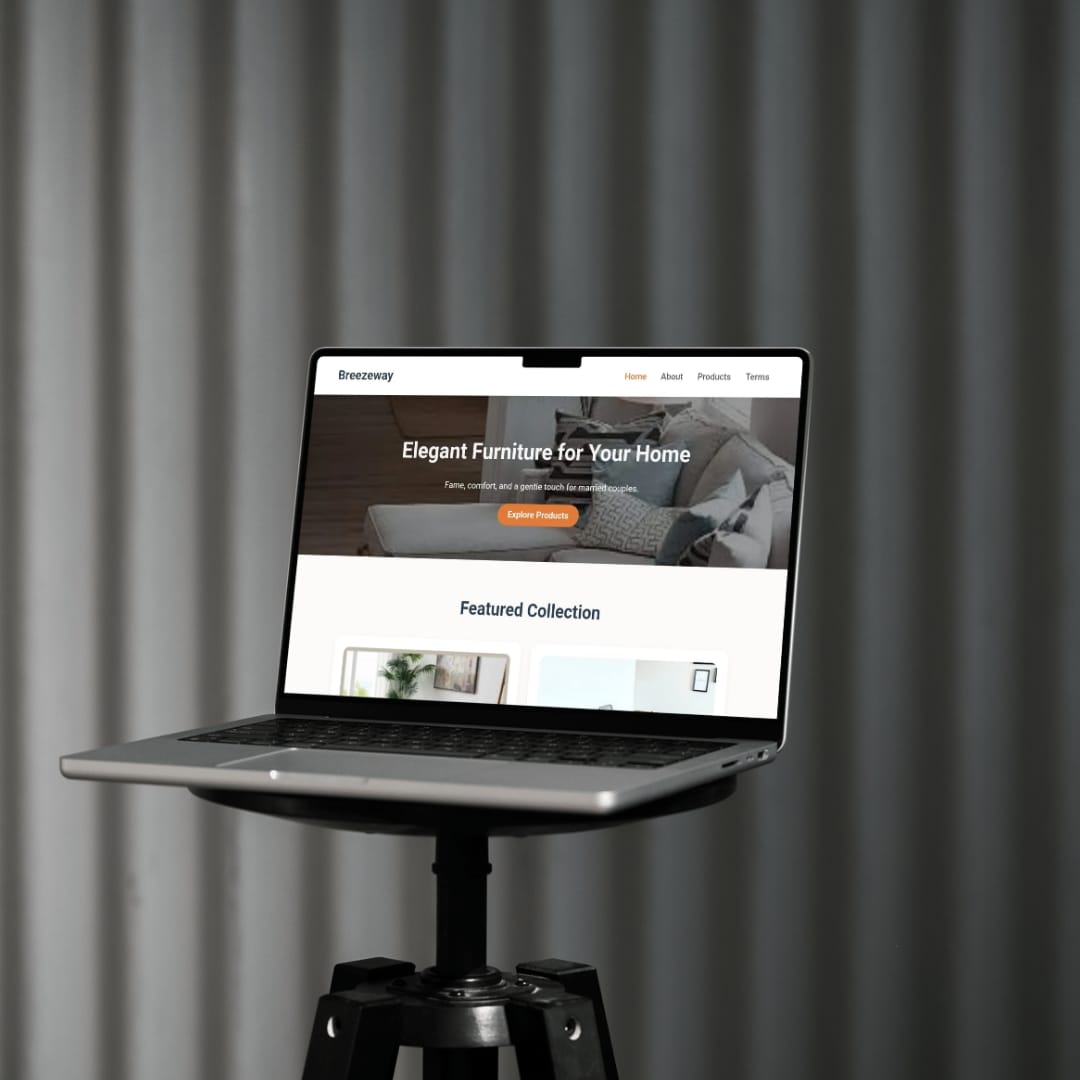 Breezeway
Home About Products Terms
Elegant Furniture for Your Home
Fame, comfort, and a gentle touch for married couples.
Explore Products
Featured Collection